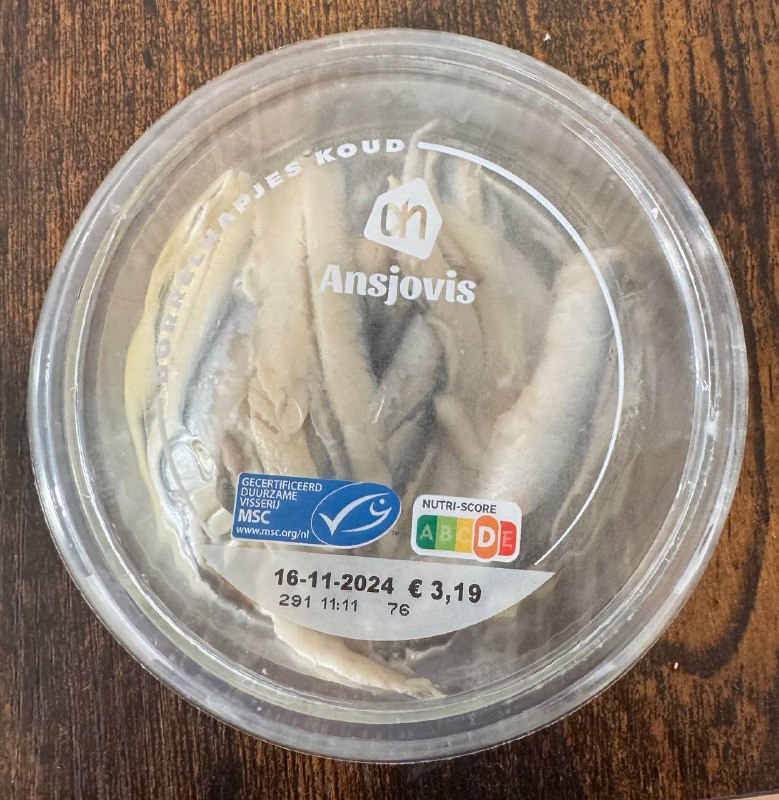 BORRELHAPJES KOUD
ah
Ansjovis
GECERTIFICEERD
DUURZAME
VISSERIJ
MSC
www.msc.org/nl
TM
NUTRI-SCORE
A B C D E
16-11-2024 € 3,19
291 11:11 76